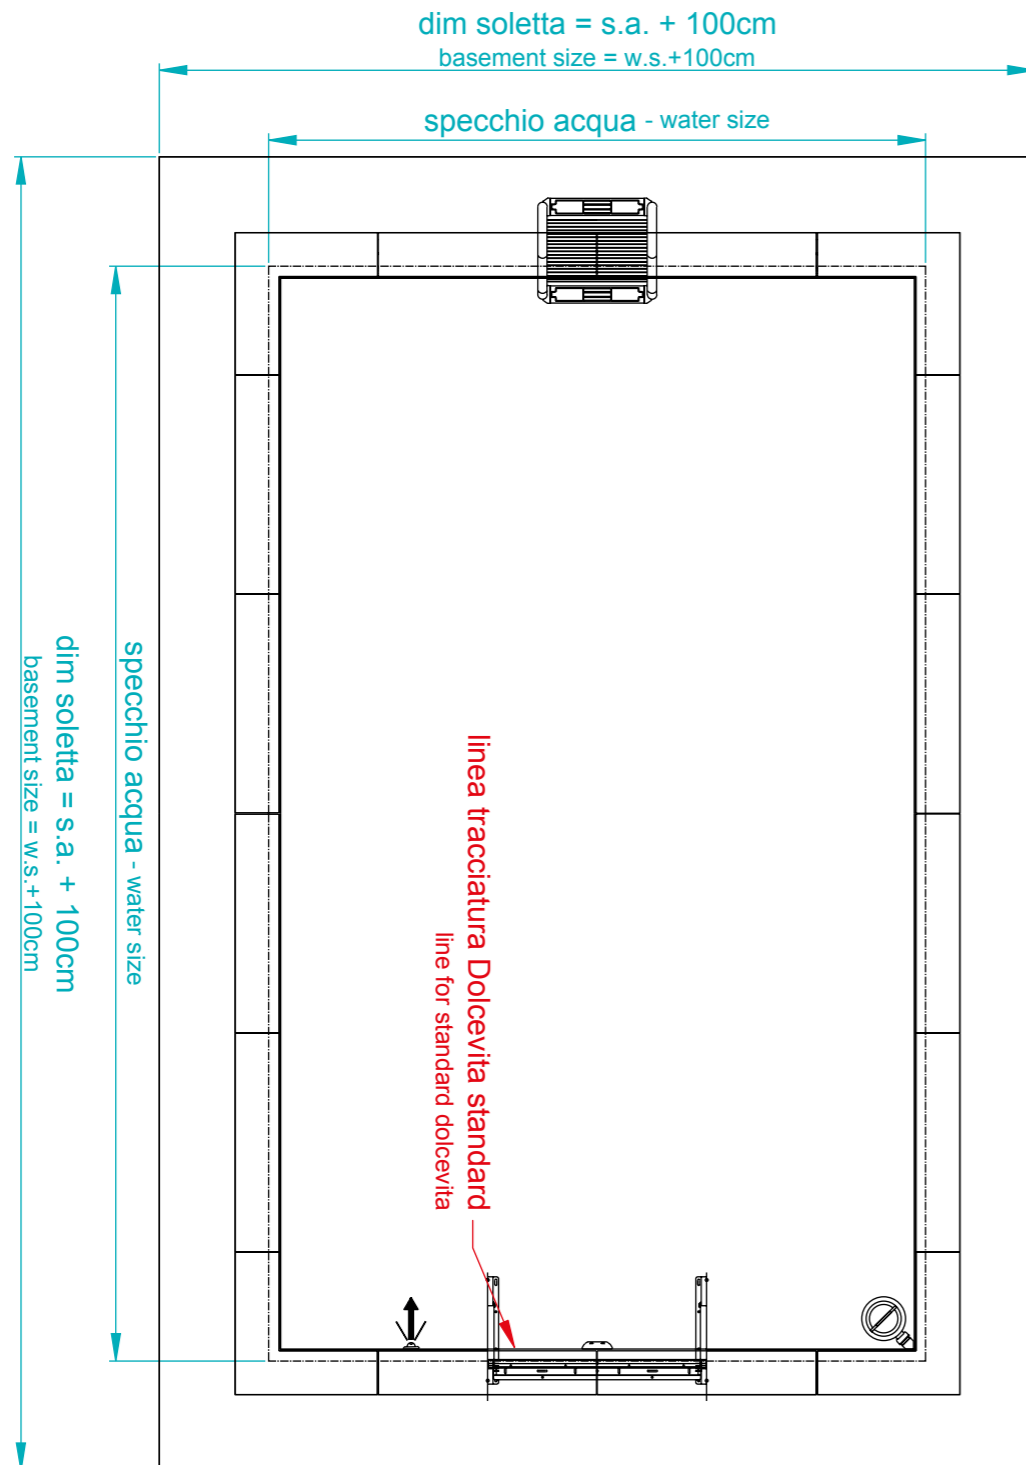 dim soletta = s.a. + 100cm
basement size = w.s.+100cm
specchio acqua - water size
specchio acqua - water size
dim soletta = s.a. + 100cm
basement size = w.s.+100cm
linea tracciatura Dolcevita standard
line for standard dolcevita